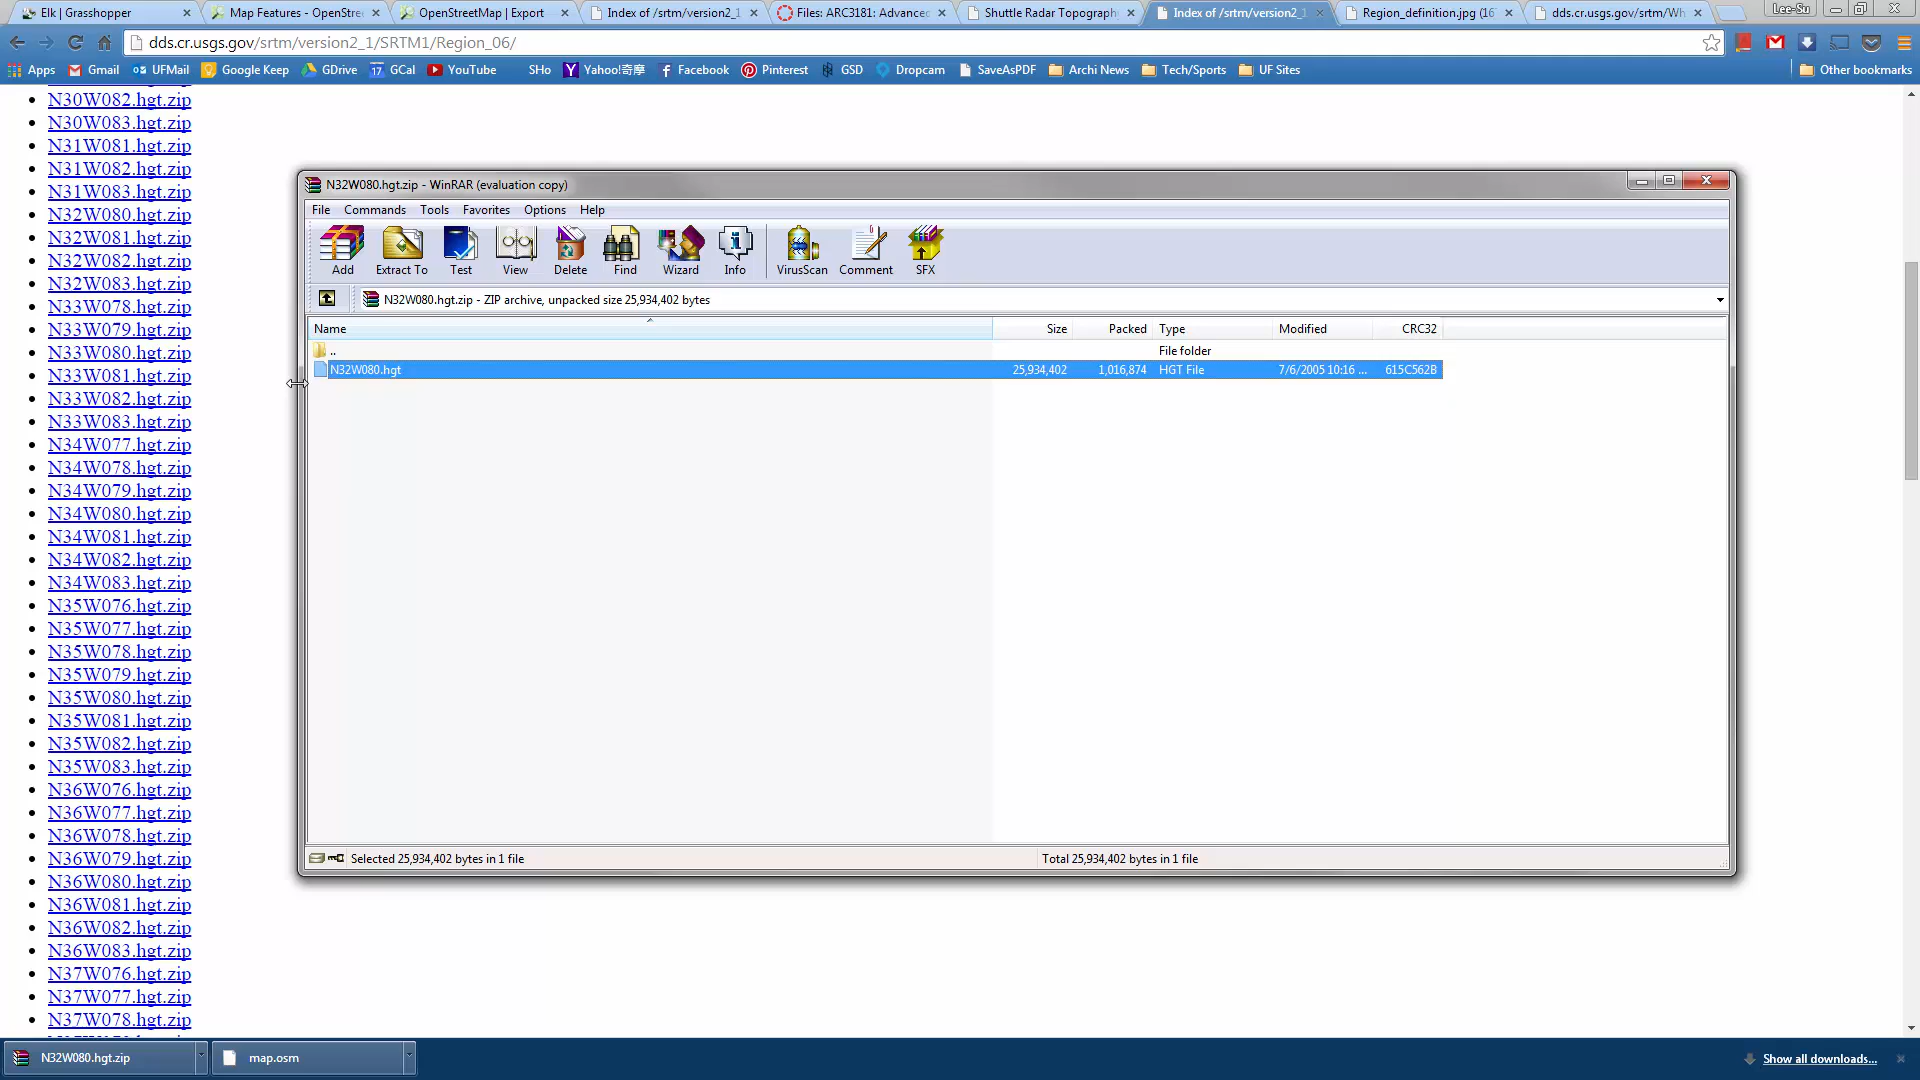 Elk | Grasshopper
Map Features - OpenStre
OpenStreetMap | Export
Index of /srtm/version2_1
Files: ARC3181: Advanced
Shuttle Radar Topography
Index of /srtm/version2_1
Region_definition.jpg (16
dds.cr.usgs.gov/srtm/Wh
Lee-Su
dds.cr.usgs.gov/srtm/version2_1/SRTM1/Region_06/
Apps Gmail UFMail Google Keep GDrive 17 GCal YouTube SHo Yahoo!奇摩 Facebook Pinterest GSD Dropcam SaveAsPDF Archi News Tech/Sports UF Sites Other bookmarks
N30W082.hgt.zip
N30W083.hgt.zip
N31W081.hgt.zip
N31W082.hgt.zip
N31W083.hgt.zip
N32W080.hgt.zip
N32W081.hgt.zip
N32W082.hgt.zip
N32W083.hgt.zip
N33W078.hgt.zip
N33W079.hgt.zip
N33W080.hgt.zip
N33W081.hgt.zip
N33W082.hgt.zip
N33W083.hgt.zip
N34W077.hgt.zip
N34W078.hgt.zip
N34W079.hgt.zip
N34W080.hgt.zip
N34W081.hgt.zip
N34W082.hgt.zip
N34W083.hgt.zip
N35W076.hgt.zip
N35W077.hgt.zip
N35W078.hgt.zip
N35W079.hgt.zip
N35W080.hgt.zip
N35W081.hgt.zip
N35W082.hgt.zip
N35W083.hgt.zip
N36W076.hgt.zip
N36W077.hgt.zip
N36W078.hgt.zip
N36W079.hgt.zip
N36W080.hgt.zip
N36W081.hgt.zip
N36W082.hgt.zip
N36W083.hgt.zip
N37W076.hgt.zip
N37W077.hgt.zip
N37W078.hgt.zip
N32W080.hgt.zip - WinRAR (evaluation copy)
File Commands Tools Favorites Options Help
Add Extract To Test View Delete Find Wizard Info VirusScan Comment SFX
N32W080.hgt.zip - ZIP archive, unpacked size 25,934,402 bytes
Name Size Packed Type Modified CRC32
.. File folder
N32W080.hgt 25,934,402 1,016,874 HGT File 7/6/2005 10:16 ... 615C562B
Selected 25,934,402 bytes in 1 file Total 25,934,402 bytes in 1 file
N32W080.hgt.zip map.osm Show all downloads...